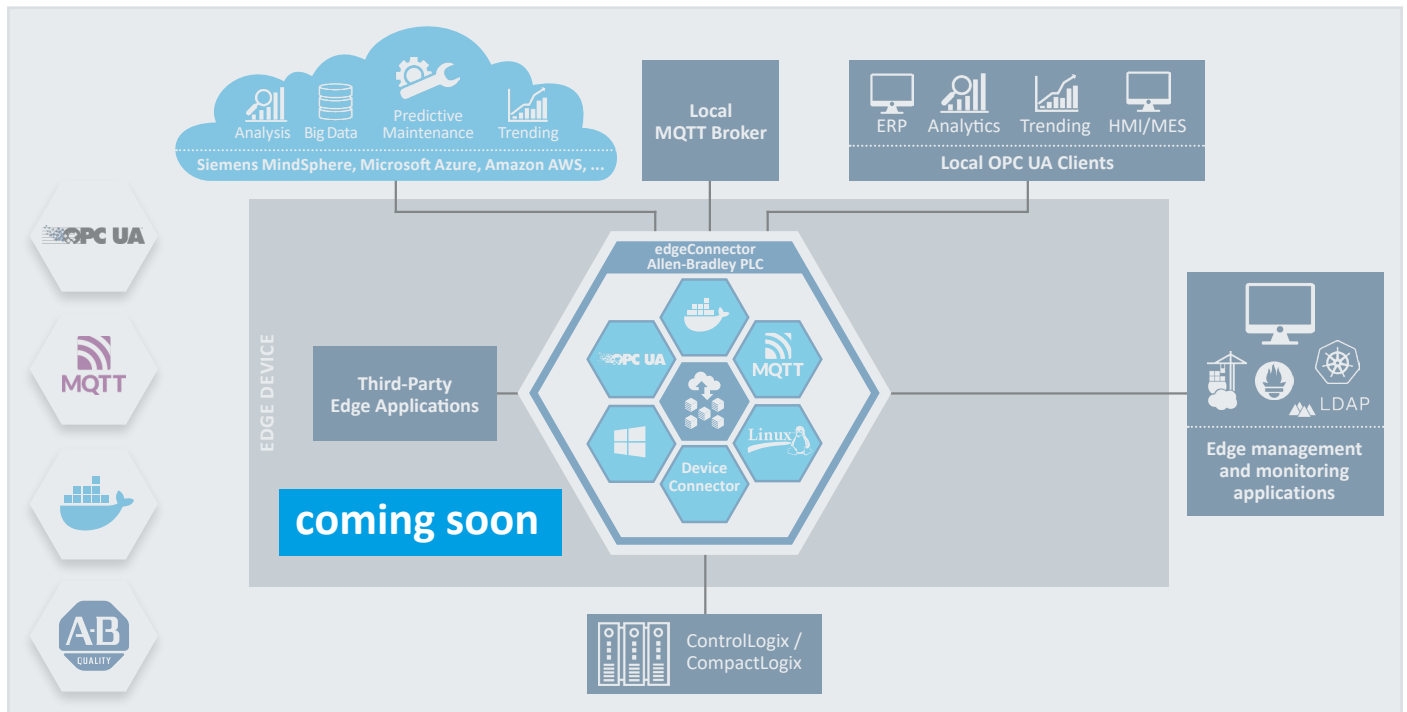 Analysis
Big Data
Predictive
Maintenance
Trending
Siemens MindSphere, Microsoft Azure, Amazon AWS, ...
Local
MQTT Broker
ERP
Analytics
Trending
HMI/MES
Local OPC UA Clients
OPC UA
MQTT
A-B
QUALITY
EDGE DEVICE
edgeConnector
Allen-Bradley PLC
OPC UA
MQTT
Linux
Device
Connector
Third-Party
Edge Applications
coming soon
LDAP
Edge management
and monitoring
applications
ControlLogix /
CompactLogix